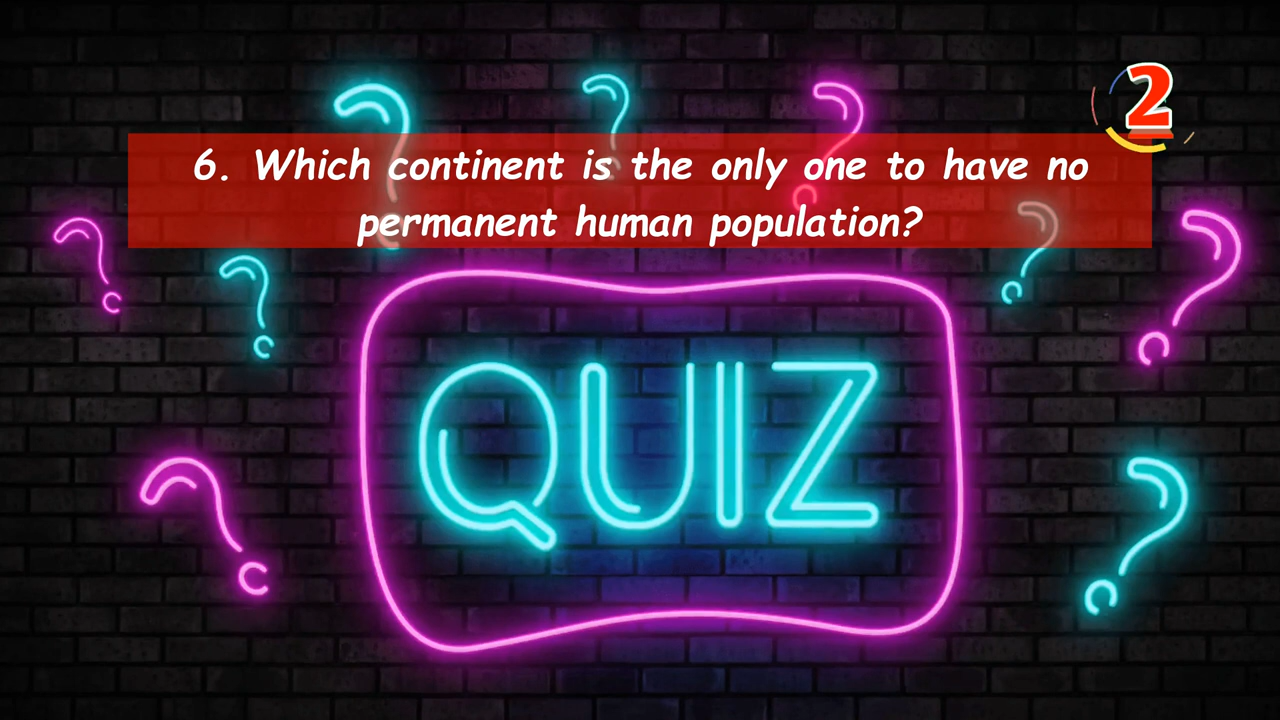 2
6. Which continent is the only one to have no
permanent human population?
QUIZ